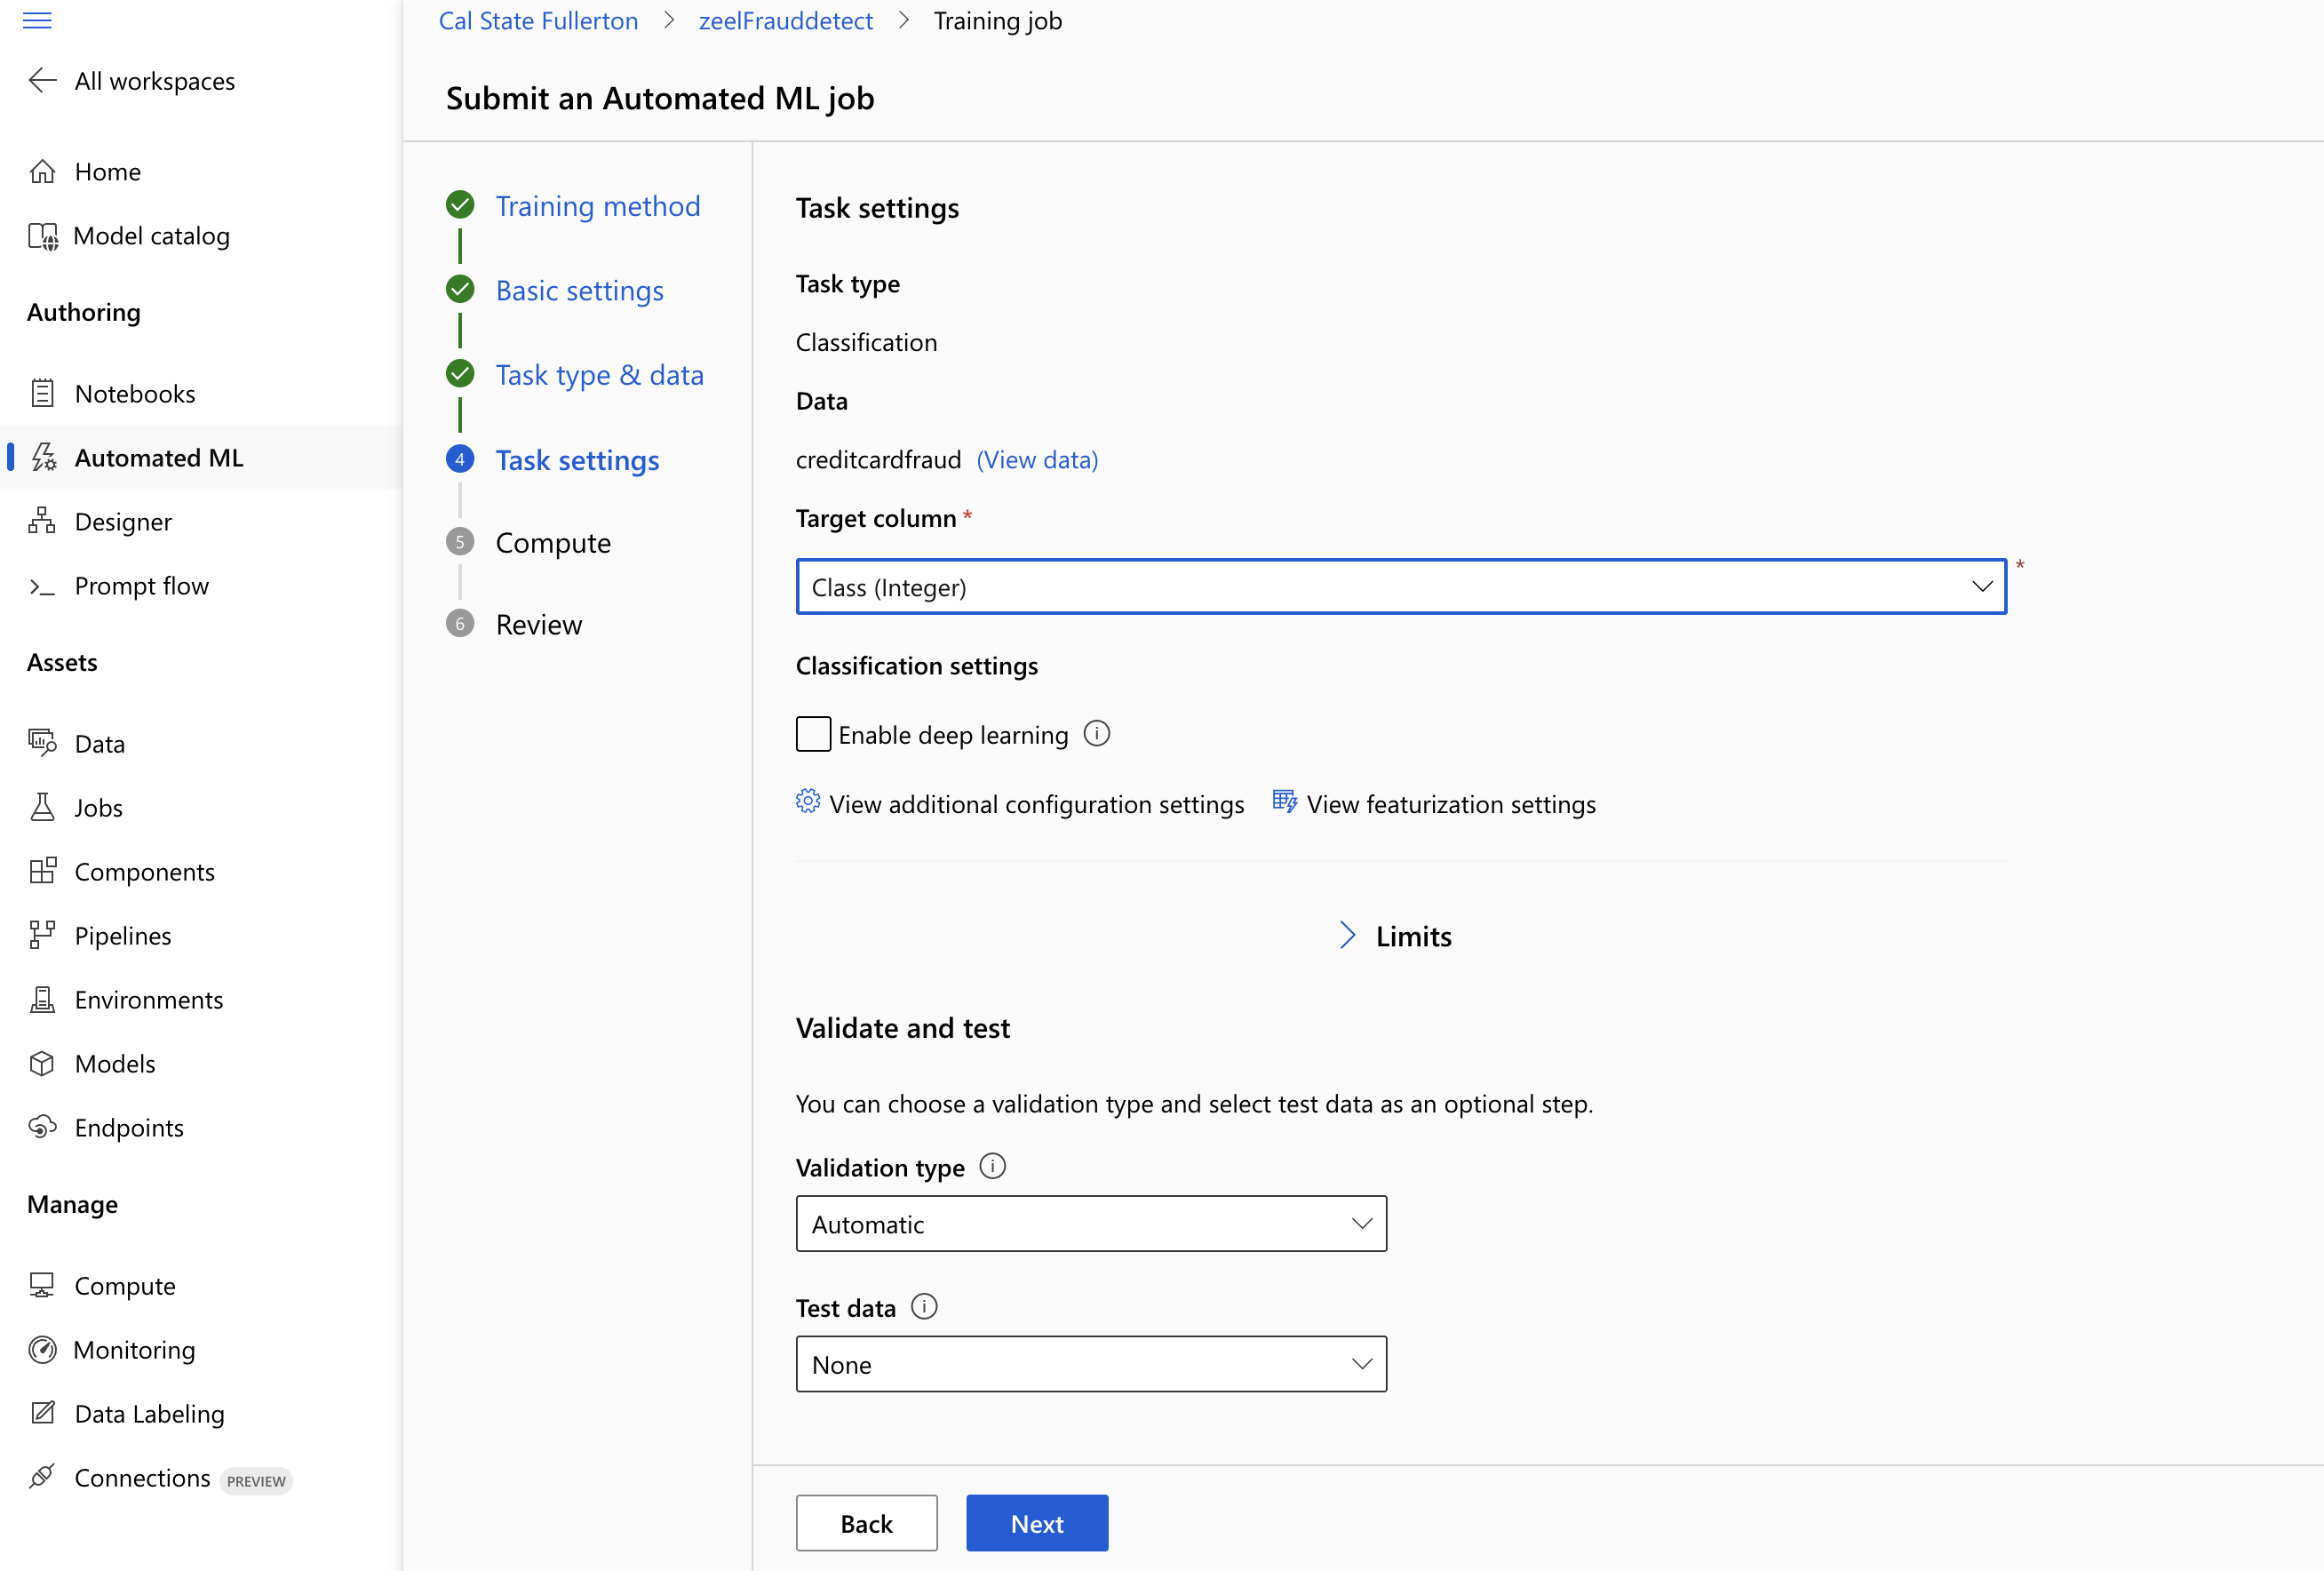 Cal State Fullerton > zeelFrauddetect > Training job
All workspaces
Submit an Automated ML job
Home
Model catalog
Authoring
Notebooks
Automated ML
Designer
Prompt flow
Assets
Data
Jobs
Components
Pipelines
Environments
Models
Endpoints
Manage
Compute
Monitoring
Data Labeling
Connections PREVIEW
Training method
Basic settings
Task type & data
4 Task settings
5 Compute
6 Review
Task settings
Task type
Classification
Data
creditcardfraud (View data)
Target column *
Class (Integer) *
Classification settings
Enable deep learning
View additional configuration settings View featurization settings
Limits
Validate and test
You can choose a validation type and select test data as an optional step.
Validation type
Automatic
Test data
None
Back Next